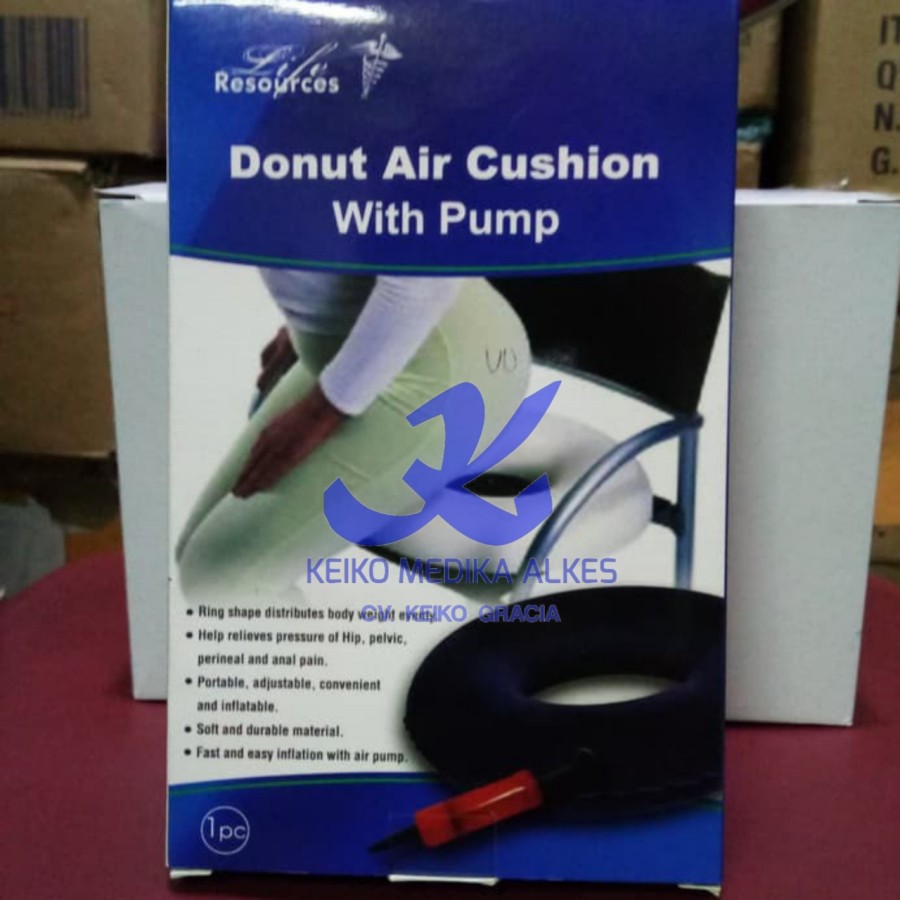 Life
Resources
Donut Air Cushion
With Pump
KEIKO MEDIKA ALKES
CV. KEIKO GRACIA
• Ring shape distributes body weight evenly.
• Help relieves pressure of Hip, pelvic,
perineal and anal pain.
• Portable, adjustable, convenient
and inflatable.
• Soft and durable material.
• Fast and easy inflation with air pump.
1pc
IT
Q
N.
G.